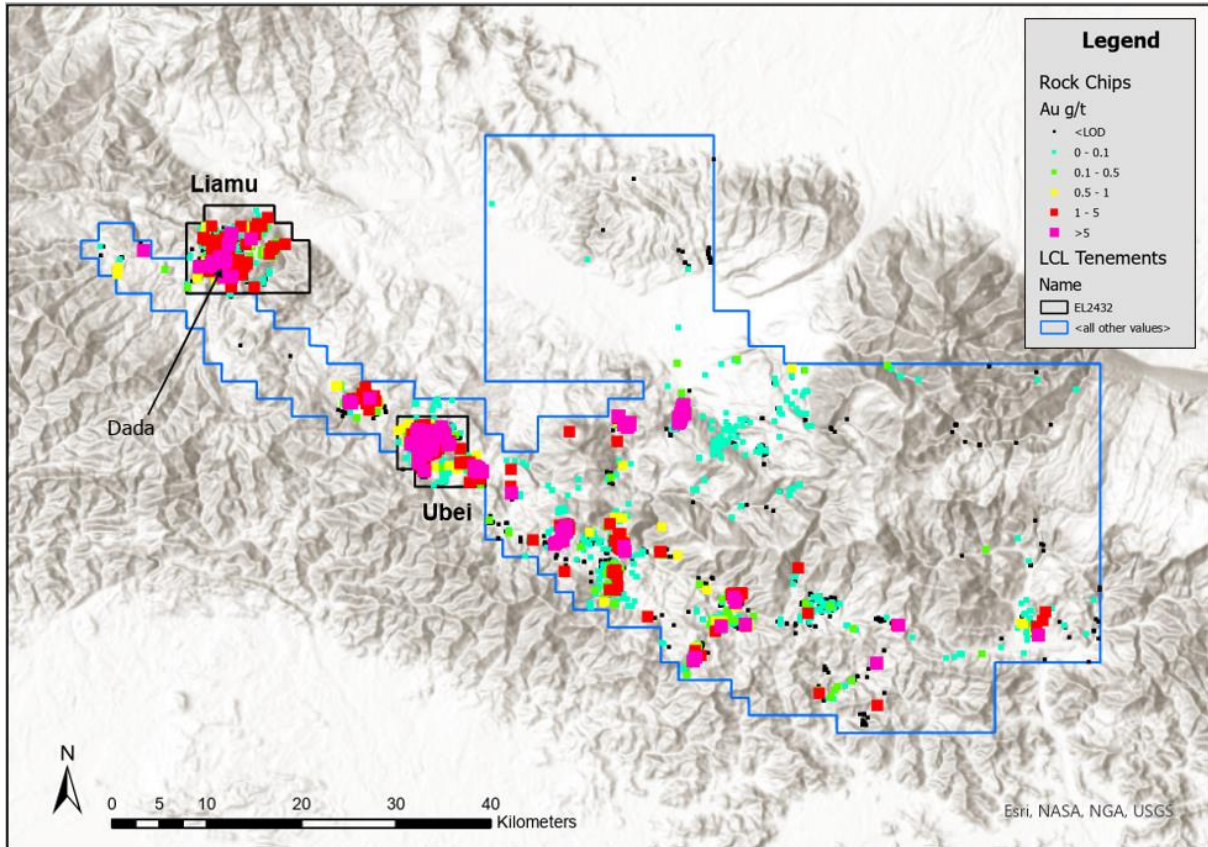 Legend
Rock Chips
Au g/t
<LOD
0 - 0.1
0.1 - 0.5
0.5 - 1
1 - 5
>5
LCL Tenements
Name
EL2432
<all other values>
Liamu
Dada
Ubei
N
0 10 20 30 40
Kilometers
Esri, NASA, NGA, USGS